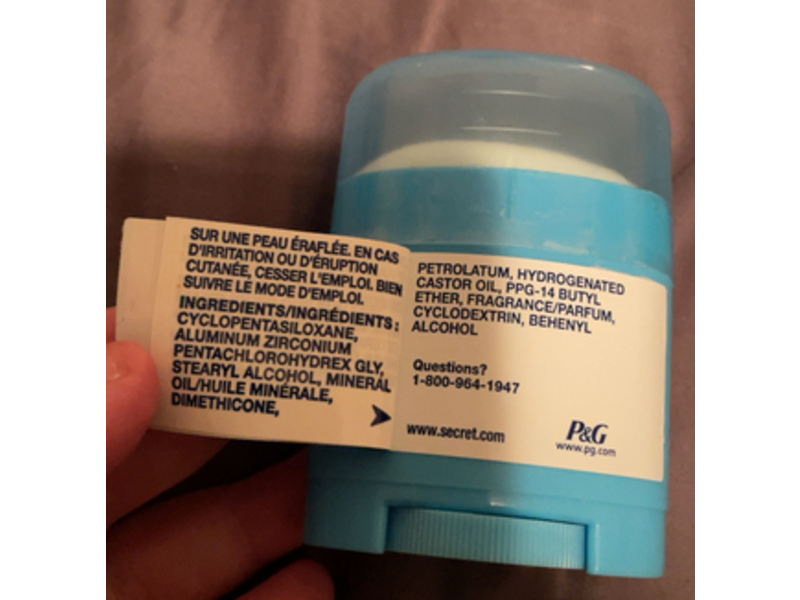 SUR UNE PEAU ÉRAFLÉE. EN CAS
D'IRRITATION OU D'ÉRUPTION
CUTANÉE, CESSER L'EMPLOI. BIEN
SUIVRE LE MODE D'EMPLOI.
INGREDIENTS/INGRÉDIENTS:
CYCLOPENTASILOXANE,
ALUMINUM ZIRCONIUM
PENTACHLOROHYDREX GLY,
STEARYL ALCOHOL, MINERAL
OIL/HUILE MINÉRALE,
DIMETHICONE,
PETROLATUM, HYDROGENATED
CASTOR OIL, PPG-14 BUTYL
ETHER, FRAGRANCE/PARFUM,
CYCLODEXTRIN, BEHENYL
ALCOHOL
Questions?
1-800-964-1947
www.secret.com
P&G
www.pg.com